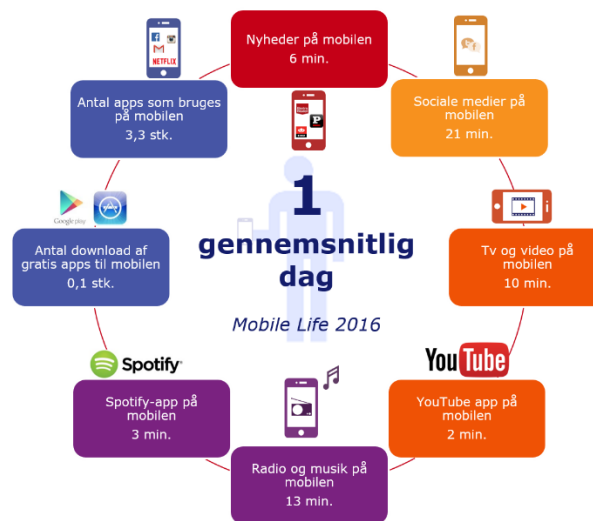 Nyheder på mobilen
6 min.
Sociale medier på
mobilen
21 min.
Tv og video på
mobilen
10 min.
YouTube
YouTube app på
mobilen
2 min.
Radio og musik på
mobilen
13 min.
Spotify
Spotify-app på
mobilen
3 min.
Google play
Antal download af
gratis apps til mobilen
0,1 stk.
NETFLIX
Antal apps som bruges
på mobilen
3,3 stk.
1
gennemsnitlig
dag
Mobile Life 2016